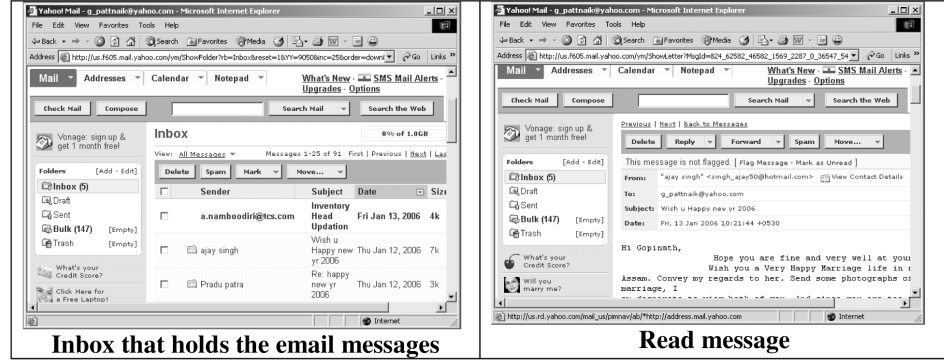 Yahoo! Mail - g_pattnaik@yahoo.com - Microsoft Internet Explorer
File Edit View Favorites Tools Help
Back Search Favorites Media
Address http://us.f605.mail.yahoo.com/ym/ShowFolder?rb=Inbox&reset=1&YY=9050&inc=25&order=down Go Links »
Mail Addresses Calendar Notepad What's New - SMS Mail Alerts -
Upgrades - Options
Check Mail Compose Search Mail Search the Web
Vonage: sign up &
get 1 month free!
Inbox 0% of 1.0GB
View: All Messages Messages 1-25 of 91 First | Previous | Next | Las
Delete Spam Mark Move...
Folders [Add - Edit]
Inbox (5)
Draft
Sent
Bulk (147) [Empty]
Trash [Empty]
What's your
Credit Score?
Click Here for
a Free Laptop!
Sender Subject Date Size
a.namboodiri@tcs.com Inventory Head Updation Fri Jan 13, 2006 4k
ajay singh Wish u Happy new yr 2006 Thu Jan 12, 2006 7k
Pradu patra Re: happy new yr 2006 Thu Jan 12, 2006 3k
Internet
Inbox that holds the email messages
Yahoo! Mail - g_pattnaik@yahoo.com - Microsoft Internet Explorer
File Edit View Favorites Tools Help
Back Search Favorites Media
Address http://us.f605.mail.yahoo.com/ym/ShowLetter?MsgId=824_62582_46582_1569_2287_0_36547_54 Go Links »
Mail Addresses Calendar Notepad What's New - SMS Mail Alerts -
Upgrades - Options
Check Mail Compose Search Mail Search the Web
Vonage: sign up &
get 1 month free!
Previous | Next | Back to Messages
Delete Reply Forward Spam Move...
This message is not flagged. [ Flag Message - Mark as Unread ]
Folders [Add - Edit]
Inbox (5)
Draft
Sent
Bulk (147) [Empty]
Trash [Empty]
What's your
Credit Score?
Will you
marry me?
From: "ajay singh" <singh_ajay50@hotmail.com> View Contact Details
To: g_pattnaik@yahoo.com
Subject: Wish u Happy new yr 2006
Date: Fri, 13 Jan 2006 10:21:44 +0530
Hi Gopinath,
Hope you are fine and very well at your
Wish you a Very Happy Marriage life in
Assam. Convey my regards to her. Send some photographs of
marriage, I
http://us.rd.yahoo.com/mail_us/pimnav/ab/*http://address.mail.yahoo.com Internet
Read message